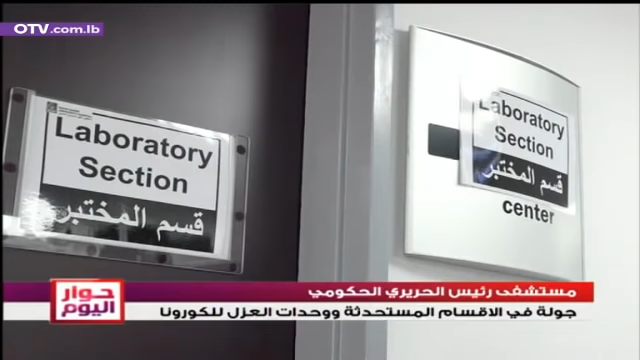 OTV.com.lb
Laboratory
Section
قسم المختبر
Laboratory
Section
قسم المختبر
center
حوار
اليوم
مستشفى رئيس الحريري الحكومي
جولة في الاقسام المستحدثة ووحدات العزل للكورونا